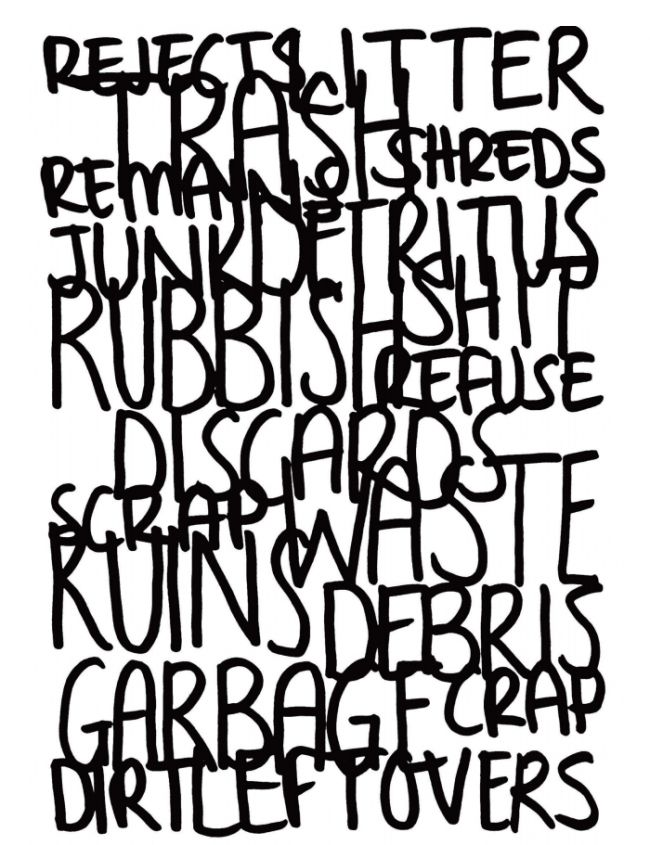 REJECTS LITTER
TRASH
SHREDS
REMAINS
JUNK DETRITUS
RUBBISH SHIT
REFUSE
DISCARDS
SCRAP WASTE
RUINS
DEBRIS
GARBAGE CRAP
DIRT LEFTOVERS